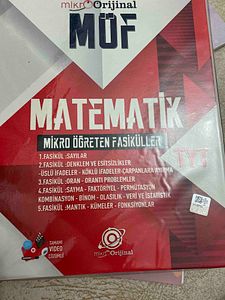 mikro Orijinal
MÖF
MATEMATİK
MİKRO ÖĞRETEN FASİKÜLLER
TYT
1.FASİKÜL :SAYILAR
2.FASİKÜL :DENKLEM VE EŞİTSİZLİKLER
-ÜSLÜ İFADELER - KÖKLÜ İFADELER-ÇARPANLARA AYIRMA
3.FASİKÜL :ORAN - ORANTI PROBLEMLER
4.FASİKÜL :SAYMA - FAKTÖRİYEL - PERMÜTASYON
KOMBİNASYON - BİNOM - OLASILIK - VERİ VE İSTATİSTİK
5.FASİKÜL :MANTIK - KÜMELER - FONKSİYONLAR
TAMAMI
VIDEO
ÇÖZÜMLÜ
mikro Orijinal